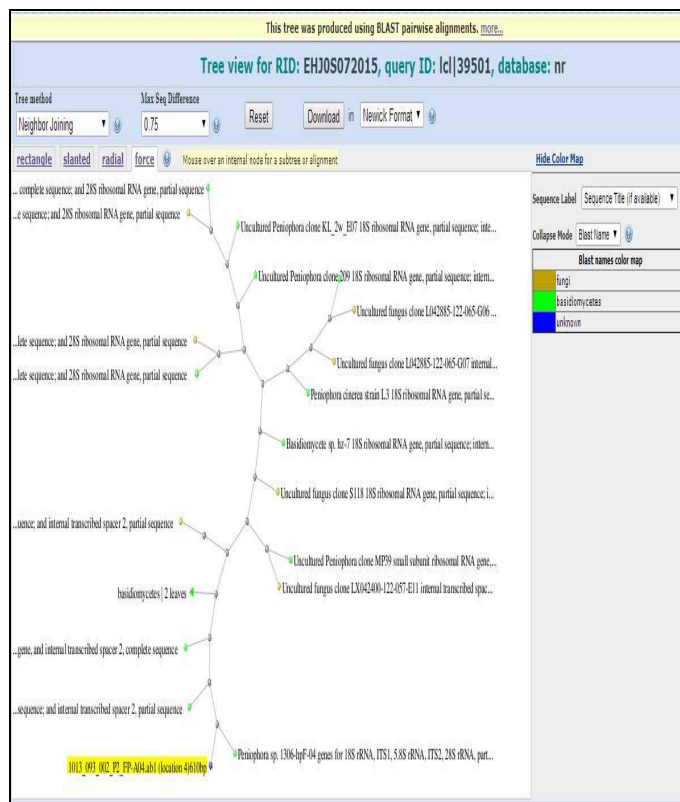 This tree was produced using BLAST pairwise alignments. more...
Tree view for RID: EHJ0S072015, query ID: lcl|39501, database: nr
Tree method
Max Seq Difference
Neighbor Joining
0.75
Reset
Download in Newick Format
rectangle slanted radial force
Mouse over an internal node for a subtree or alignment
Hide Color Map
Sequence Label Sequence Title (if available)
Collapse Mode Blast Name
Blast names color map
fungi
basidiomycetes
unknown
... complete sequence; and 28S ribosomal RNA gene, partial sequence
...e sequence; and 28S ribosomal RNA gene, partial sequence
Uncultured Peniophora clone KL_2w_E07 18S ribosomal RNA gene, partial sequence; inte...
Uncultured Peniophora clone 209 18S ribosomal RNA gene, partial sequence; intern...
Uncultured fungus clone L042885-122-065-G06 ...
...lete sequence; and 28S ribosomal RNA gene, partial sequence
Uncultured fungus clone L042885-122-065-G07 internal...
...lete sequence; and 28S ribosomal RNA gene, partial sequence
Peniophora cinerea strain L3 18S ribosomal RNA gene, partial se...
Basidiomycete sp. hz-7 18S ribosomal RNA gene, partial sequence; intern...
Uncultured fungus clone S118 18S ribosomal RNA gene, partial sequence; i...
...uence; and internal transcribed spacer 2, partial sequence
Uncultured Peniophora clone MP59 small subunit ribosomal RNA gene,...
Uncultured fungus clone LX042400-122-057-E11 internal transcribed spac...
basidiomycetes | 2 leaves
...gene, and internal transcribed spacer 2, complete sequence
...sequence; and internal transcribed spacer 2, partial sequence
Peniophora sp. 1306-hpF-04 genes for 18S rRNA, ITS1, 5.8S rRNA, ITS2, 28S rRNA, part...
1013_093_002_P2_FP-A04.ab1 (location 4)610bp